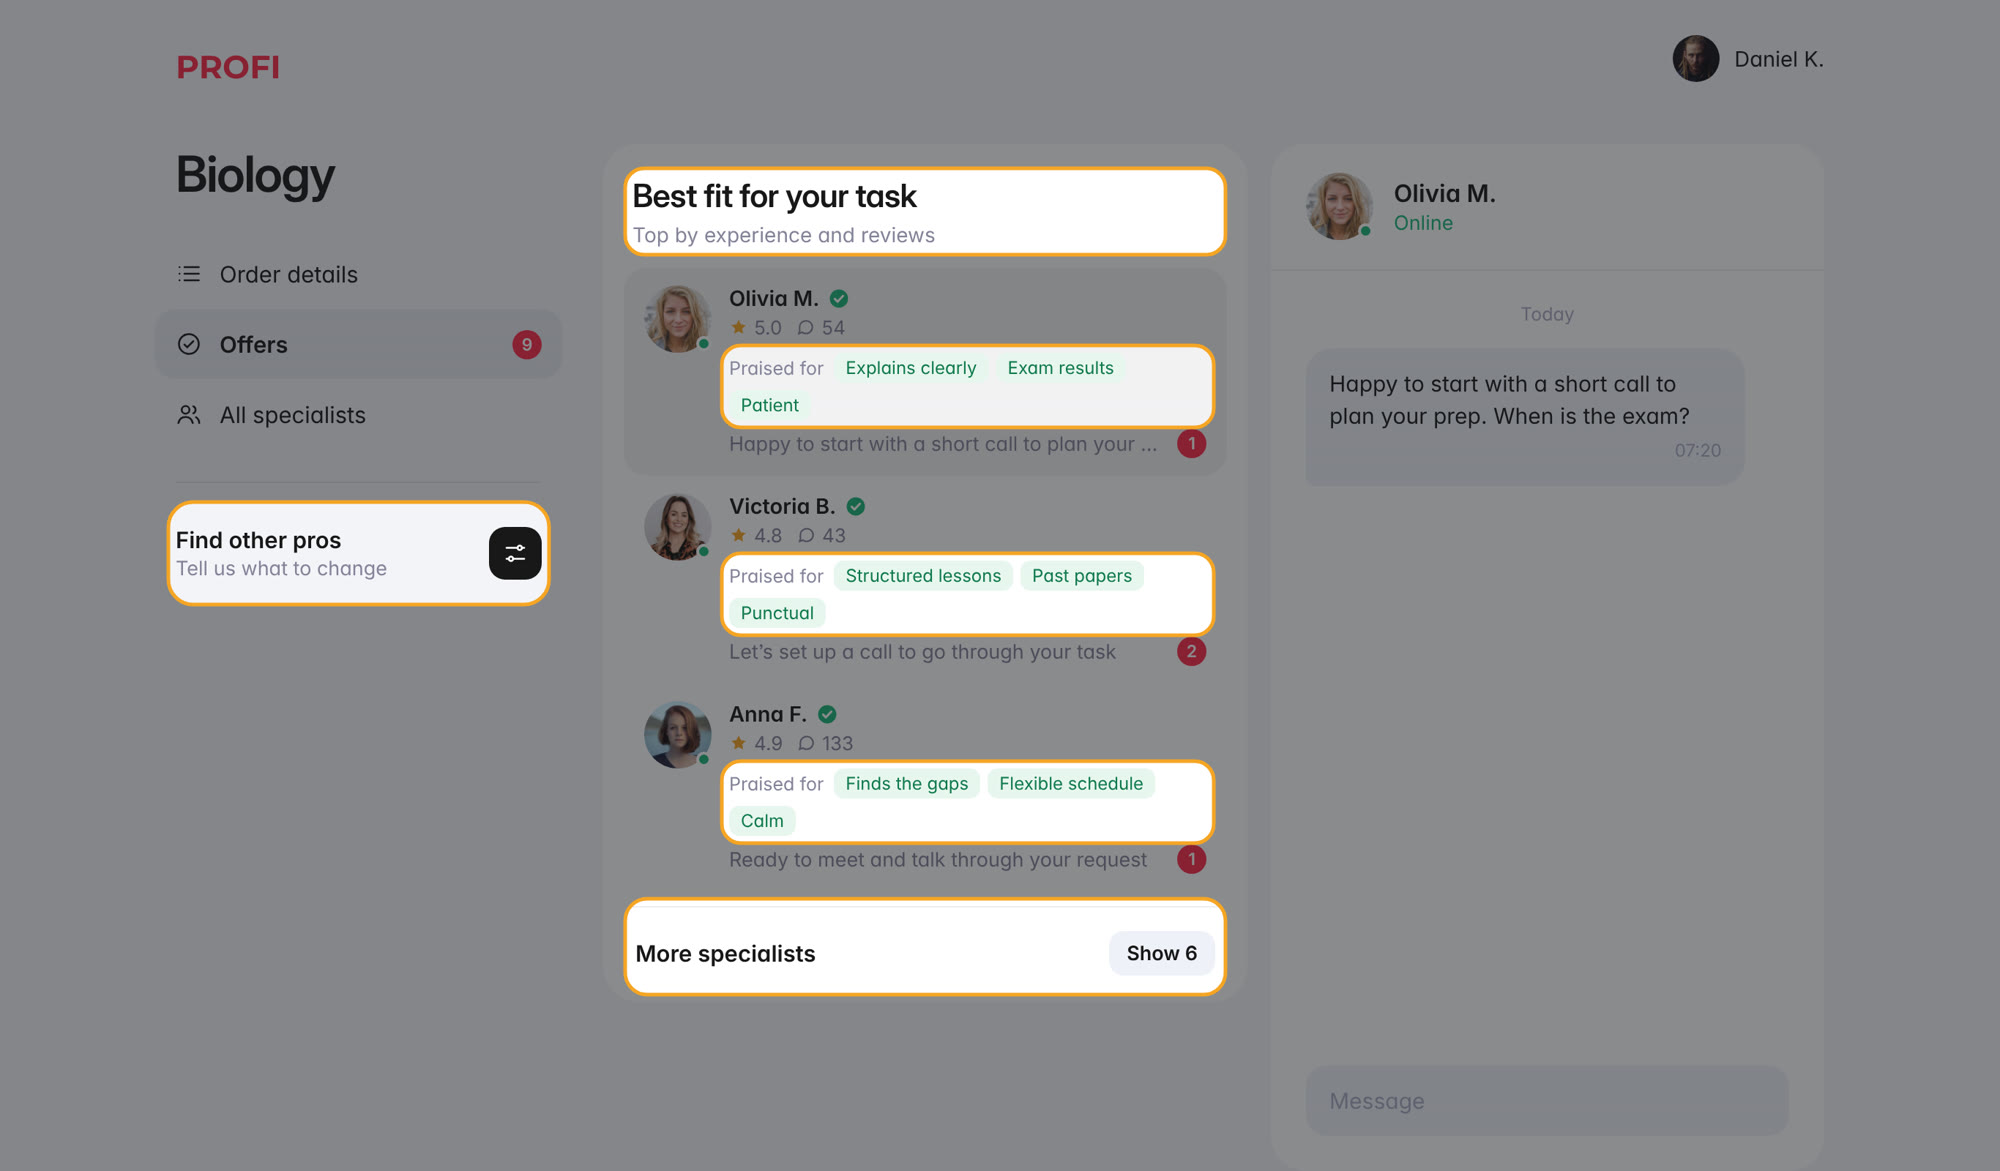 PROFI
Daniel K.
Biology
Order details
Offers
9
All specialists
Find other pros
Tell us what to change
Best fit for your task
Top by experience and reviews
Olivia M.
5.0 54
Praised for Explains clearly Exam results
Patient
Happy to start with a short call to plan your ... 1
Victoria B.
4.8 43
Praised for Structured lessons Past papers
Punctual
Let’s set up a call to go through your task 2
Anna F.
4.9 133
Praised for Finds the gaps Flexible schedule
Calm
Ready to meet and talk through your request 1
More specialists Show 6
Olivia M.
Online
Today
Happy to start with a short call to
plan your prep. When is the exam?
07:20
Message